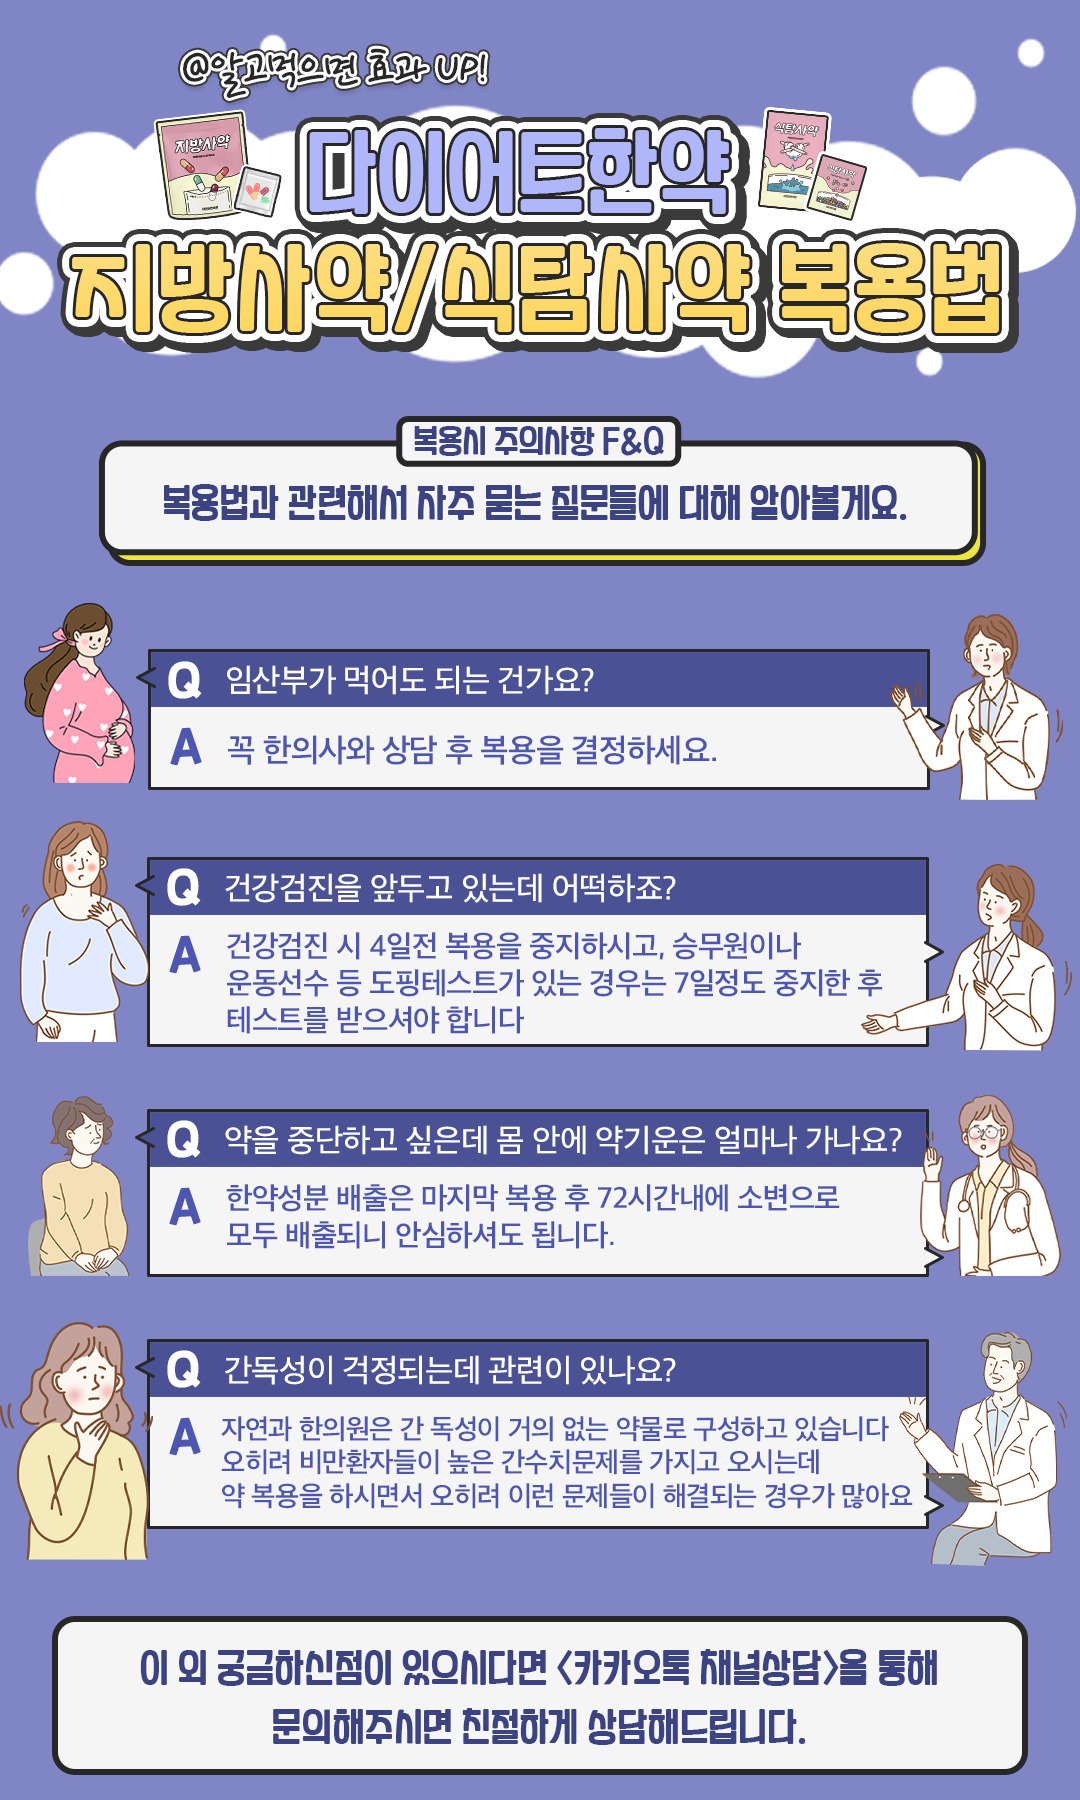 @알고먹으면 효과 UP!
다이어트한약
지방사약
식탐사약
식탐사약
지방사약/식탐사약 복용법
복용시 주의사항 F&Q
복용법과 관련해서 자주 묻는 질문들에 대해 알아볼게요.
Q 임산부가 먹어도 되는 건가요?
A 꼭 한의사와 상담 후 복용을 결정하세요.
Q 건강검진을 앞두고 있는데 어떡하죠?
A 건강검진 시 4일전 복용을 중지하시고, 승무원이나
운동선수 등 도핑테스트가 있는 경우는 7일정도 중지한 후
테스트를 받으셔야 합니다
Q 약을 중단하고 싶은데 몸 안에 약기운은 얼마나 가나요?
A 한약성분 배출은 마지막 복용 후 72시간내에 소변으로
모두 배출되니 안심하셔도 됩니다.
Q 간독성이 걱정되는데 관련이 있나요?
A 자연과 한의원은 간 독성이 거의 없는 약물로 구성하고 있습니다
오히려 비만환자들이 높은 간수치문제를 가지고 오시는데
약 복용을 하시면서 오히려 이런 문제들이 해결되는 경우가 많아요
이 외 궁금하신점이 있으시다면 <카카오톡 채널상담>을 통해
문의해주시면 친절하게 상담해드립니다.